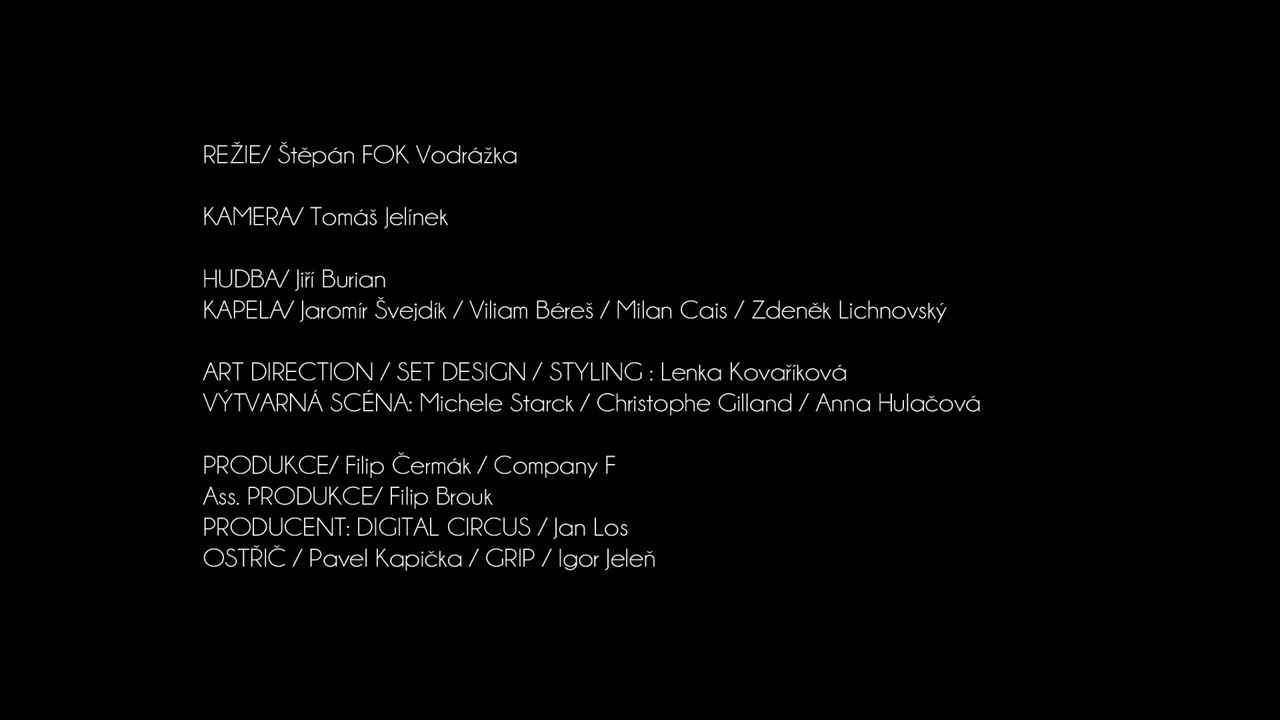 REŽIE/ Štěpán FOK Vodrážka
KAMERA/ Tomáš Jelínek
HUDBA/ Jiří Burian
KAPELA/ Jaromír Švejdík / Viliam Béreš / Milan Cais / Zdeněk Lichnovský
ART DIRECTION / SET DESIGN / STYLING : Lenka Kovaříková
VÝTVARNÁ SCÉNA: Michele Starck / Christophe Gilland / Anna Hulačová
PRODUKCE/ Filip Čermák / Company F
Ass. PRODUKCE/ Filip Brouk
PRODUCENT: DIGITAL CIRCUS / Jan Los
OSTŘIČ / Pavel Kapička / GRIP / Igor Jeleň